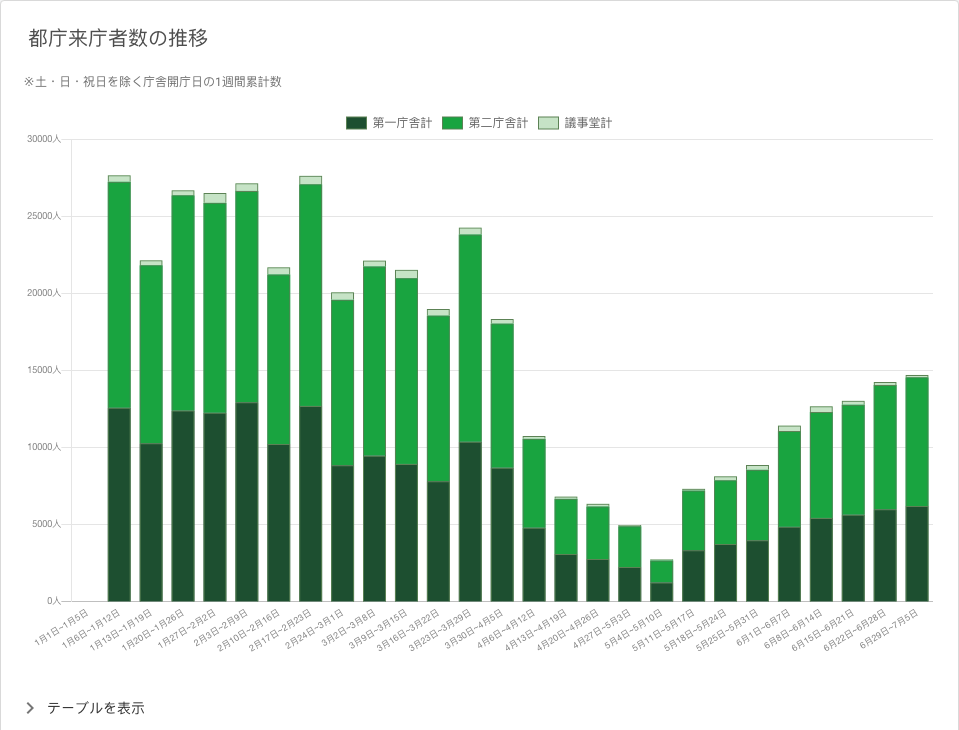 都庁来庁者数の推移
※土・日・祝日を除く庁舎開庁日の1週間累計数
第一庁舎計 第二庁舎計 議事堂計
30000人
25000人
20000人
15000人
10000人
5000人
0人
1月1日~1月5日
1月6日~1月12日
1月13日~1月19日
1月20日~1月26日
1月27日~2月2日
2月3日~2月9日
2月10日~2月16日
2月17日~2月23日
2月24日~3月1日
3月2日~3月8日
3月9日~3月15日
3月16日~3月22日
3月23日~3月29日
3月30日~4月5日
4月6日~4月12日
4月13日~4月19日
4月20日~4月26日
4月27日~5月3日
5月4日~5月10日
5月11日~5月17日
5月18日~5月24日
5月25日~5月31日
6月1日~6月7日
6月8日~6月14日
6月15日~6月21日
6月22日~6月28日
6月29日~7月5日
テーブルを表示